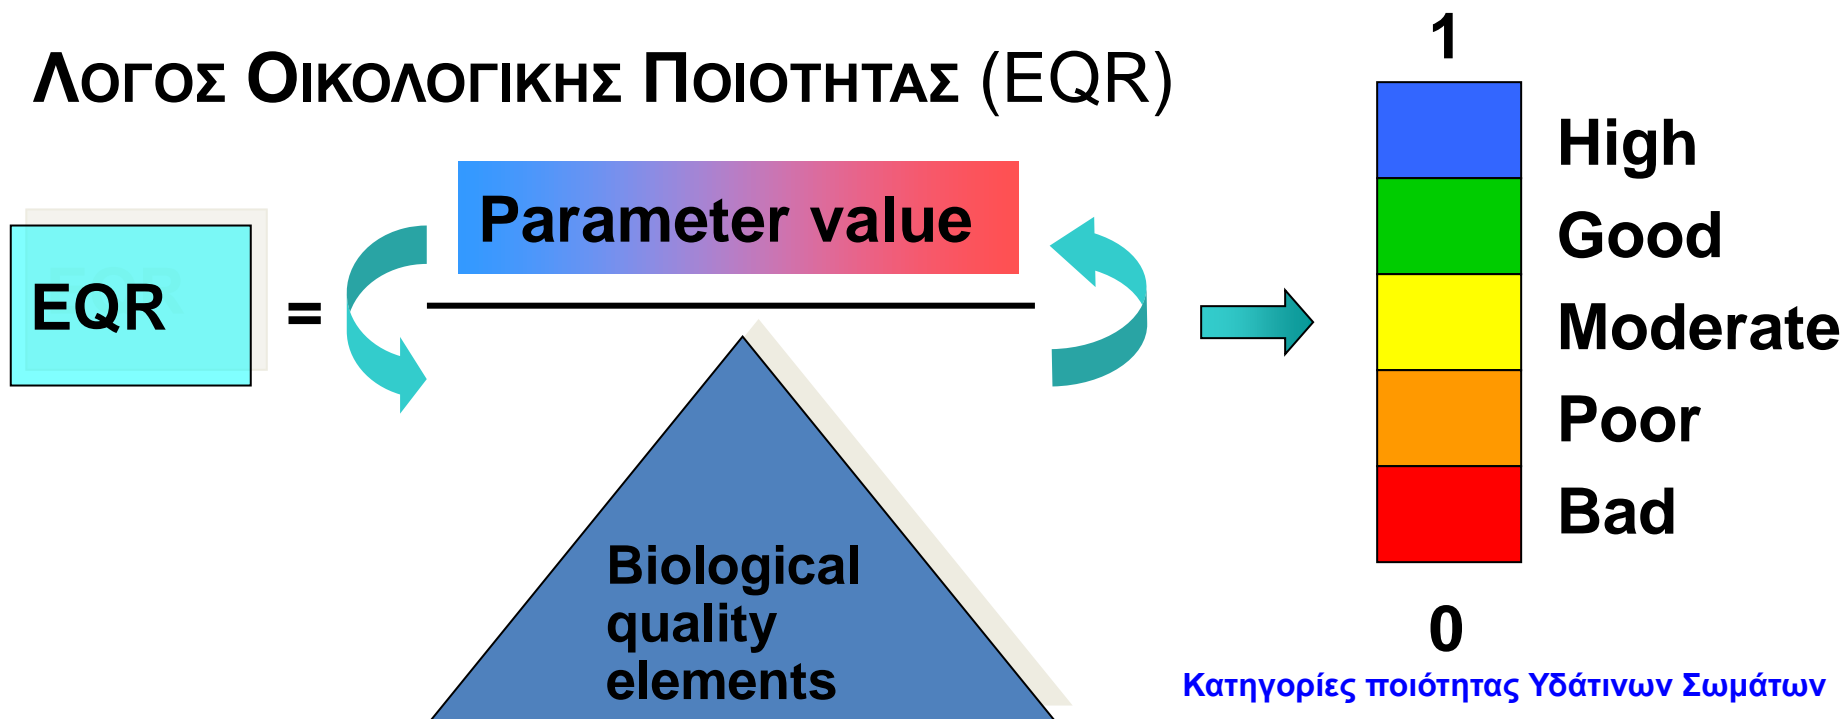 ΛΟΓΟΣ ΟΙΚΟΛΟΓΙΚΗΣ ΠΟΙΟΤΗΤΑΣ (EQR)
EQR
=
Parameter value
Biological
quality
elements
1
High
Good
Moderate
Poor
Bad
0
Κατηγορίες ποιότητας Υδάτινων Σωμάτων